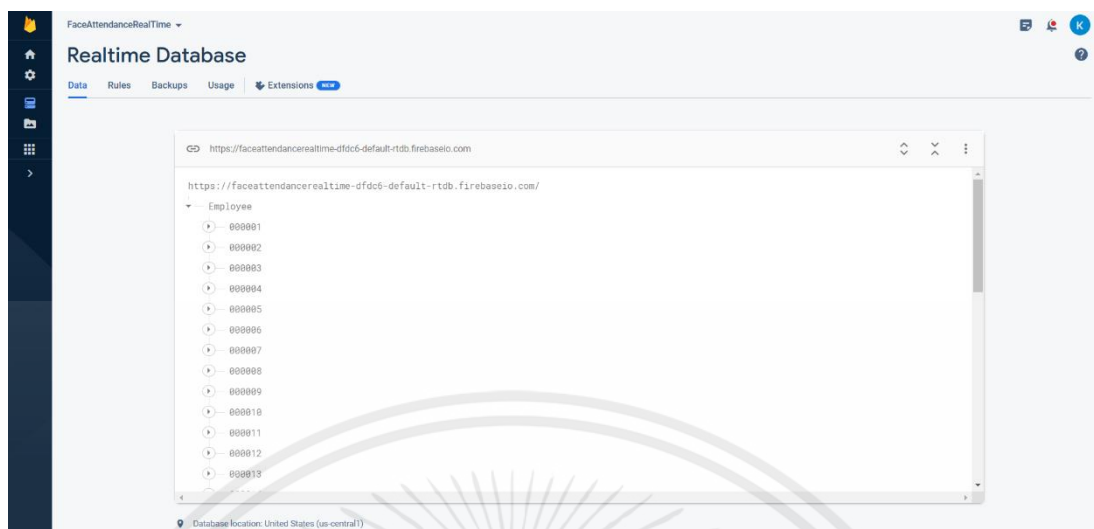 FaceAttendanceRealTime
K
Realtime Database
Data Rules Backups Usage Extensions NEW
https://faceattendancerealtime-dfdc6-default-rtdb.firebaseio.com
https://faceattendancerealtime-dfdc6-default-rtdb.firebaseio.com/
Employee
000001
000002
000003
000004
000005
000006
000007
000008
000009
000010
000011
000012
000013
Database location: United States (us-central1)